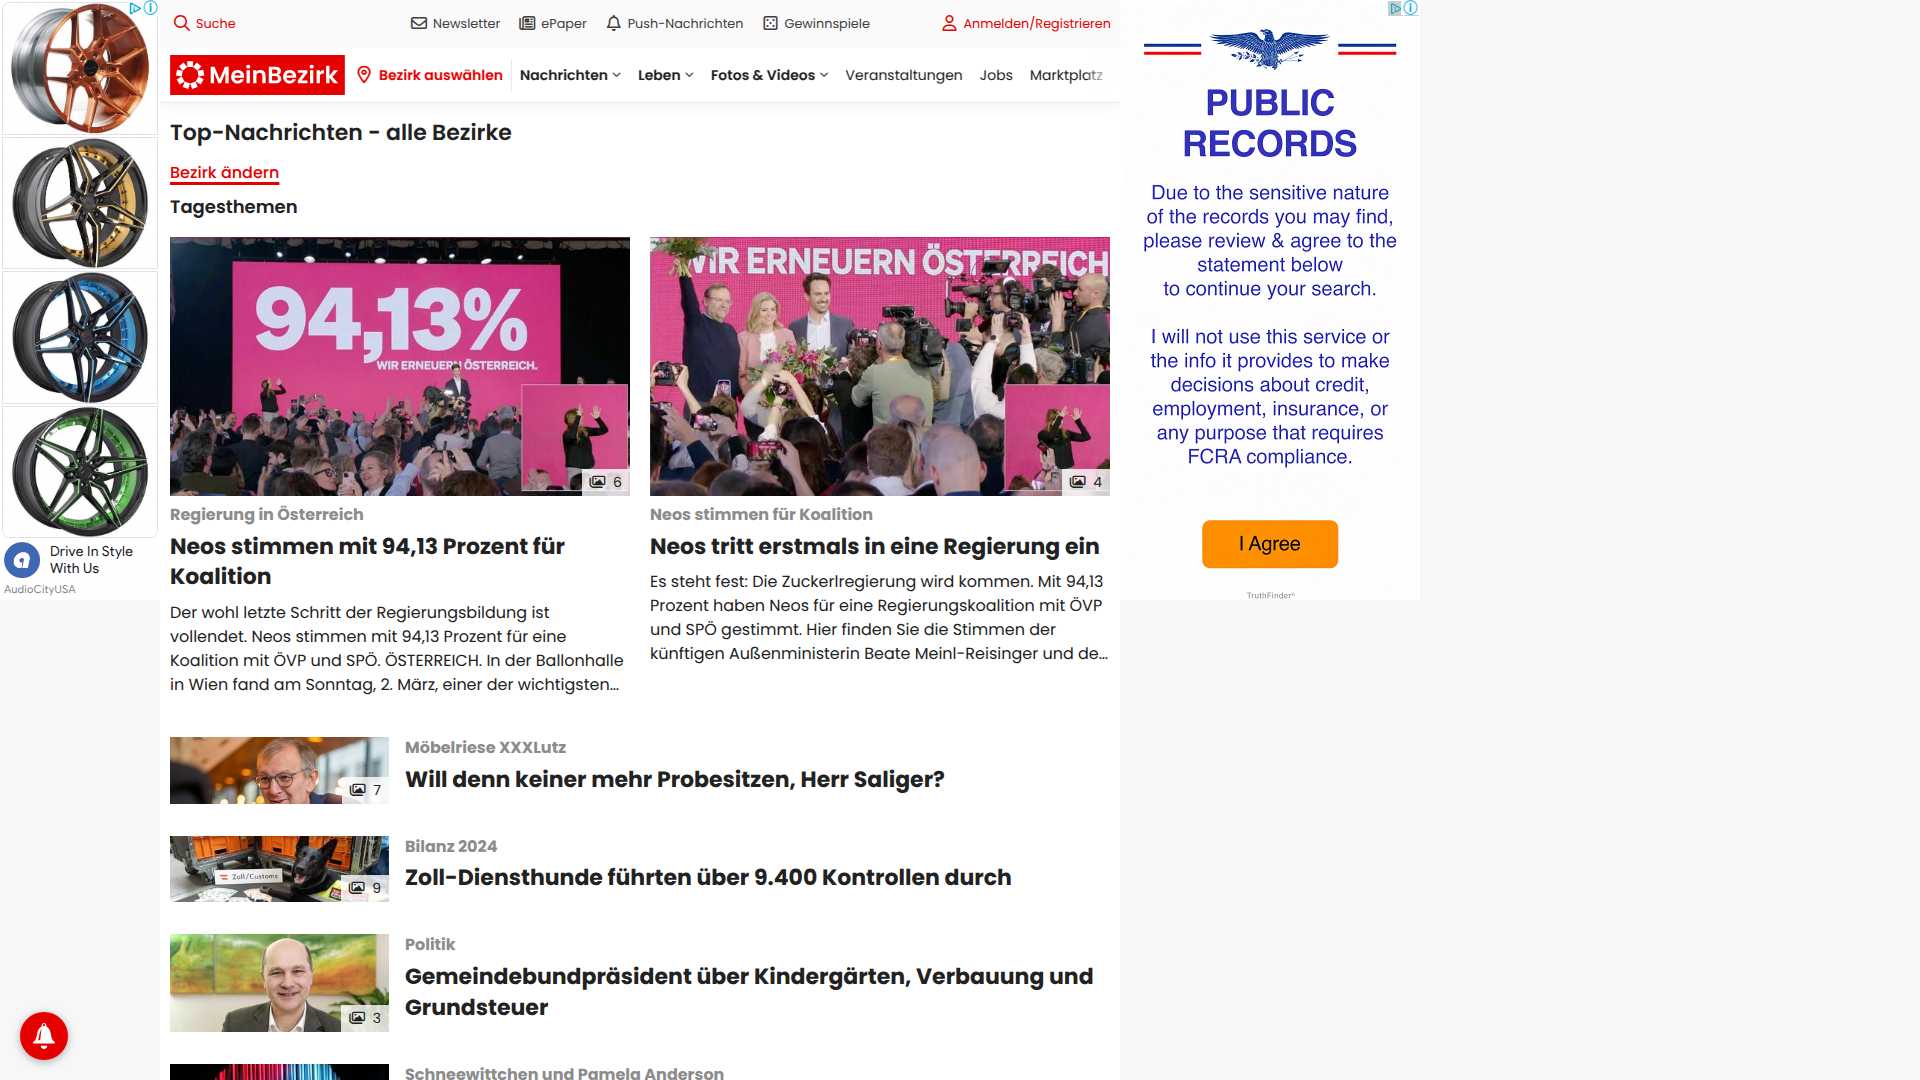 Suche
Newsletter
ePaper
Push-Nachrichten
Gewinnspiele
Anmelden/Registrieren
MeinBezirk
Bezirk auswählen
Nachrichten
Leben
Fotos & Videos
Veranstaltungen
Jobs
Marktplatz
Top-Nachrichten - alle Bezirke
Bezirk ändern
Tagesthemen
94,13%
WIR ERNEUERN ÖSTERREICH.
6
Regierung in Österreich
Neos stimmen mit 94,13 Prozent für
Koalition
Der wohl letzte Schritt der Regierungsbildung ist
vollendet. Neos stimmen mit 94,13 Prozent für eine
Koalition mit ÖVP und SPÖ. ÖSTERREICH. In der Ballonhalle
in Wien fand am Sonntag, 2. März, einer der wichtigsten…
WIR ERNEUERN ÖSTERREICH
4
Neos stimmen für Koalition
Neos tritt erstmals in eine Regierung ein
Es steht fest: Die Zuckerlregierung wird kommen. Mit 94,13
Prozent haben Neos für eine Regierungskoalition mit ÖVP
und SPÖ gestimmt. Hier finden Sie die Stimmen der
künftigen Außenministerin Beate Meinl-Reisinger und de…
7
Möbelriese XXXLutz
Will denn keiner mehr Probesitzen, Herr Saliger?
Zoll/Customs
9
Bilanz 2024
Zoll-Diensthunde führten über 9.400 Kontrollen durch
3
Politik
Gemeindebundpräsident über Kindergärten, Verbauung und
Grundsteuer
Schneewittchen und Pamela Anderson
Drive In Style
With Us
AudioCityUSA
PUBLIC
RECORDS
Due to the sensitive nature
of the records you may find,
please review & agree to the
statement below
to continue your search.
I will not use this service or
the info it provides to make
decisions about credit,
employment, insurance, or
any purpose that requires
FCRA compliance.
I Agree
TruthFinder®